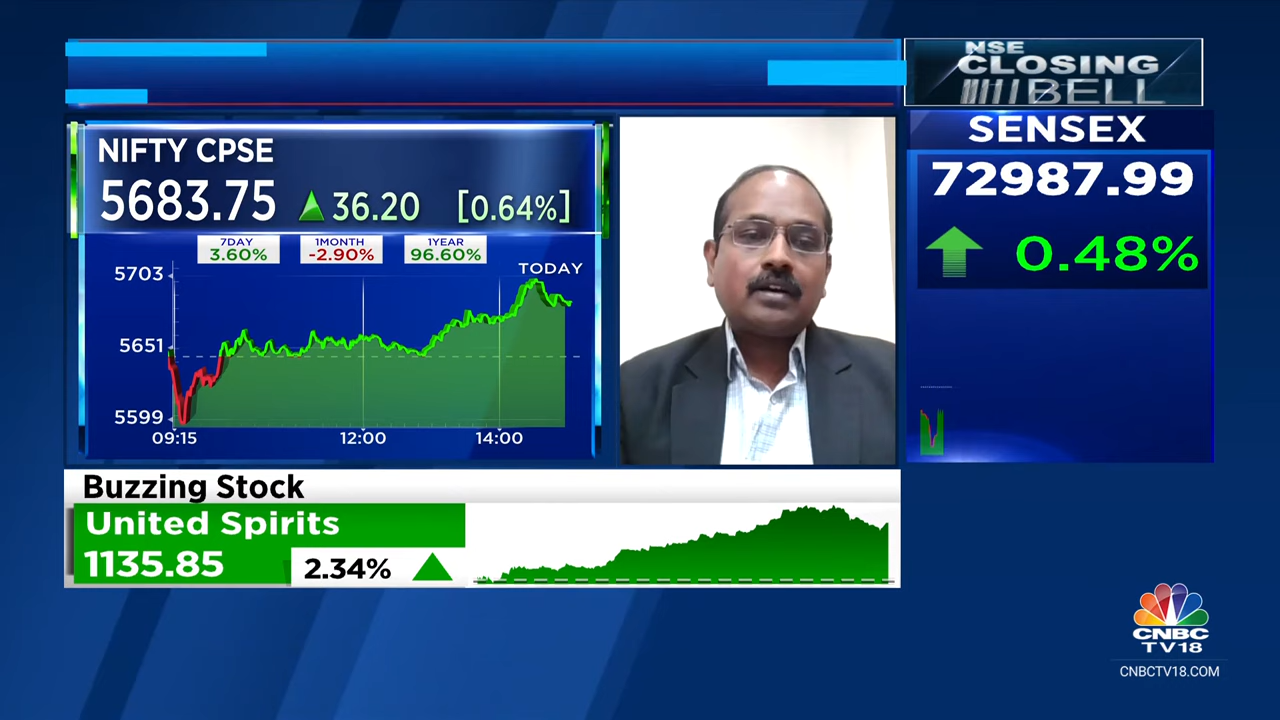 NSE
CLOSING
BELL
NIFTY CPSE
5683.75 ▲ 36.20 [0.64%]
7DAY 1MONTH 1YEAR
3.60% -2.90% 96.60%
TODAY
5703
5651
5599
09:15 12:00 14:00
SENSEX
72987.99
0.48%
Buzzing Stock
United Spirits
1135.85 2.34% ▲
CNBC
TV18
CNBCTV18.COM